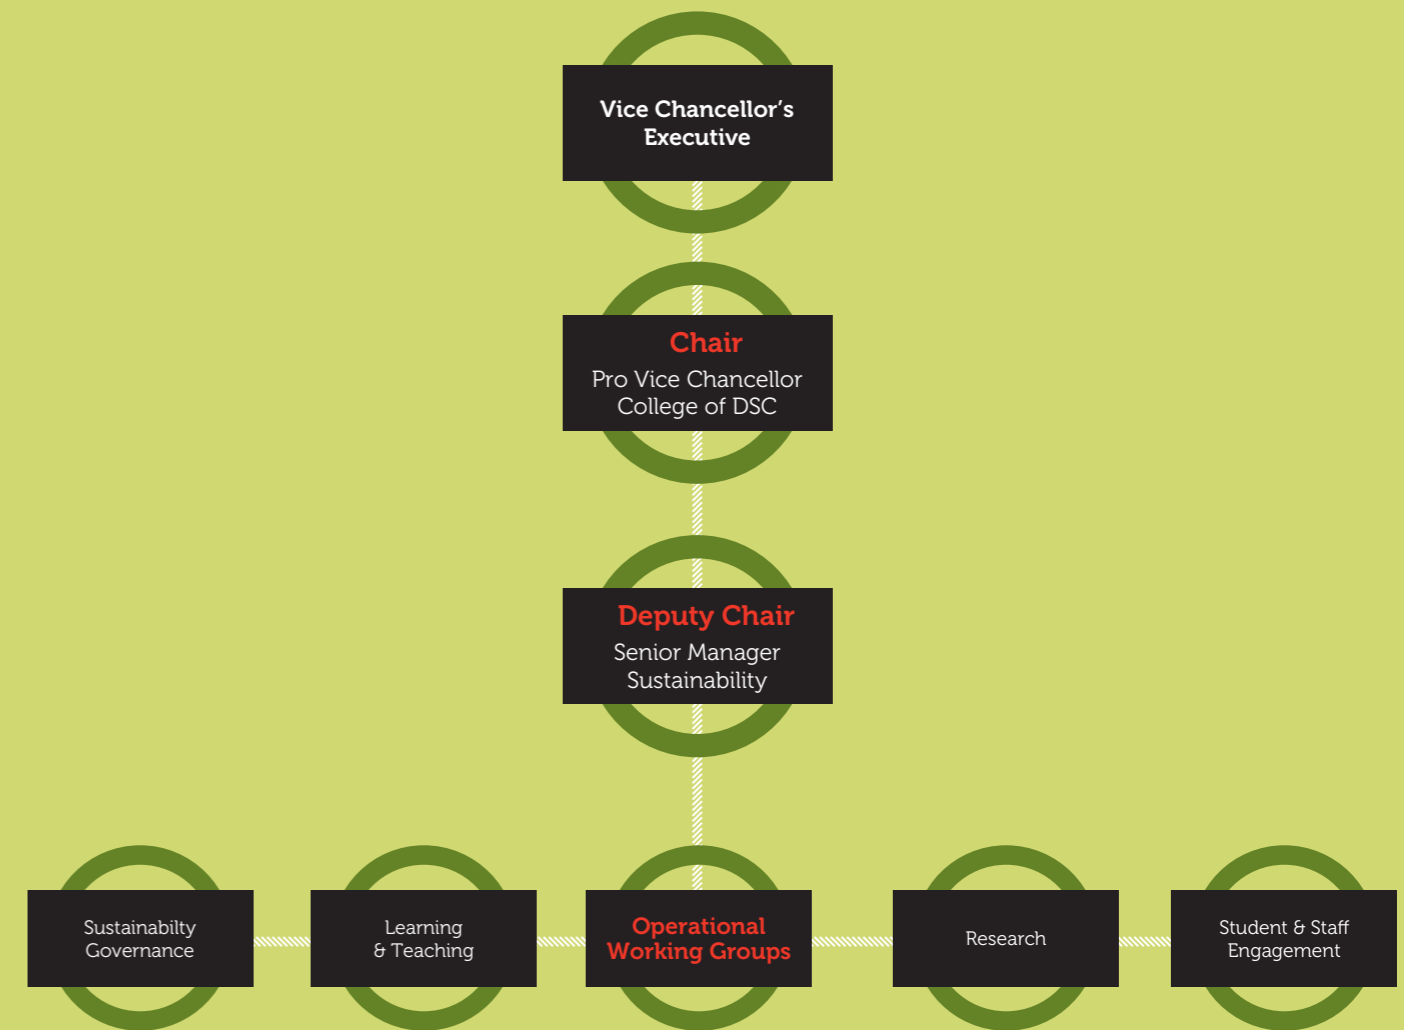 Vice Chancellor’s
Executive
Chair
Pro Vice Chancellor
College of DSC
Deputy Chair
Senior Manager
Sustainability
Sustainabilty
Governance
Learning
& Teaching
Operational
Working Groups
Research
Student & Staff
Engagement